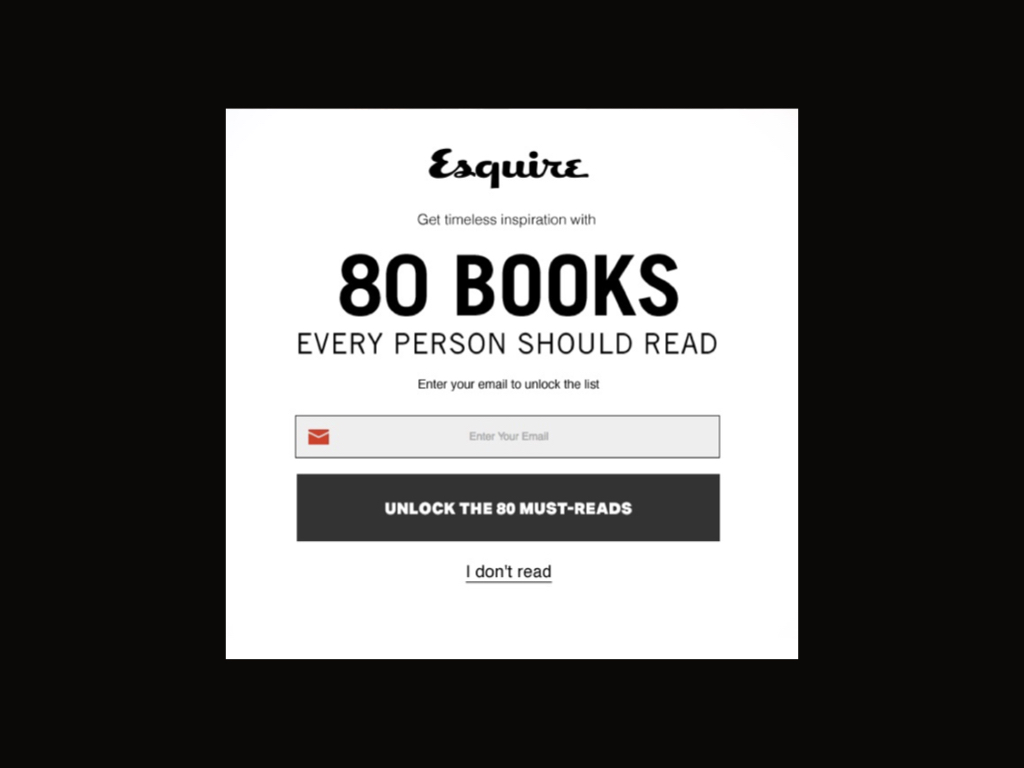 Esquire
Get timeless inspiration with
80 BOOKS
EVERY PERSON SHOULD READ
Enter your email to unlock the list
Enter Your Email
UNLOCK THE 80 MUST-READS
I don't read